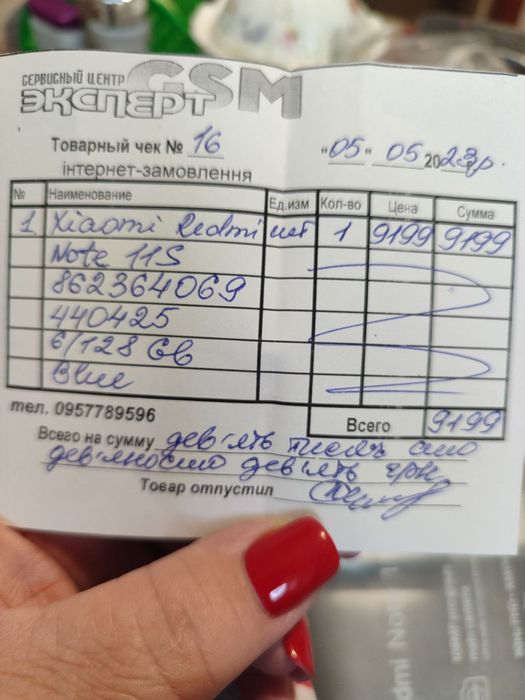 СЕРВИСНЫЙ ЦЕНТР
ЭКСПЕРТ GSM
Товарный чек № 16 "05" 05 2023р.
інтернет-замовлення
№ Наименование Ед.изм Кол-во Цена Сумма
1 Xiaomi Redmi шт 1 9199 9199
Note 11S
862364069
440425
6/128 Gb
Blue
тел. 0957789596 Всего 9199
Всего на сумму дев'ять тисяч сто
дев'яносто дев'ять грн
Товар отпустил